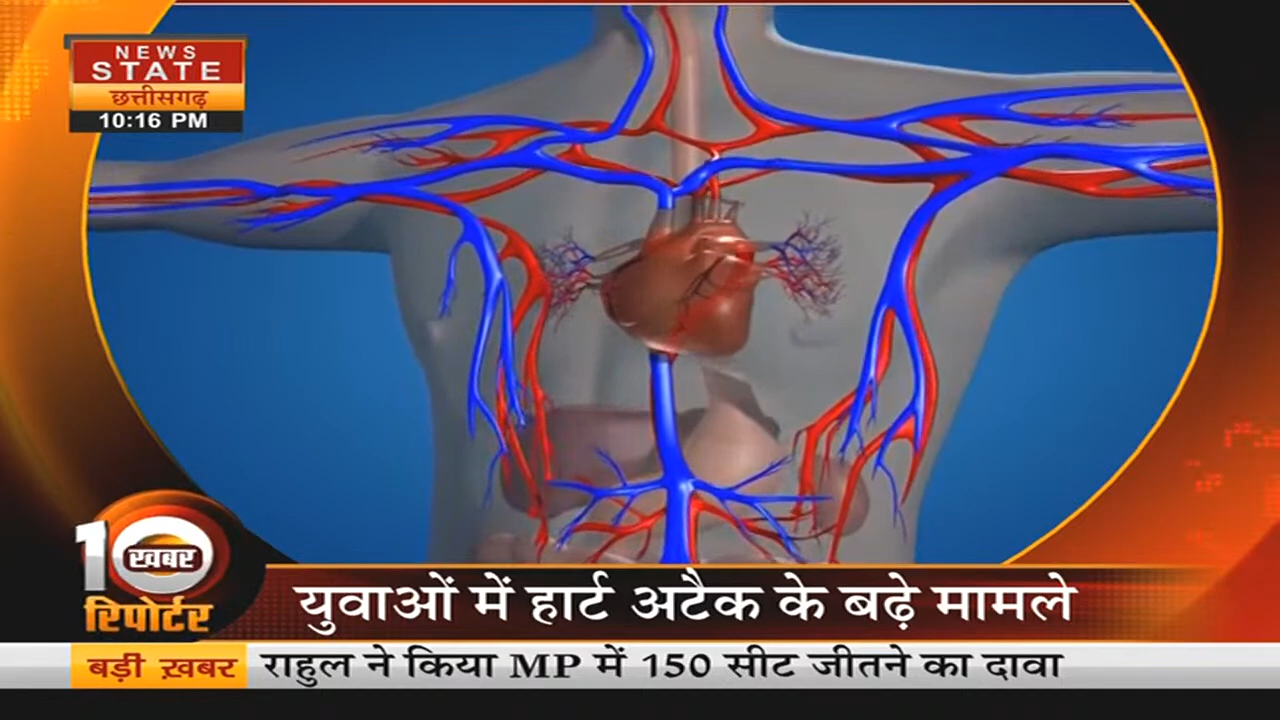 NEWS
STATE
छत्तीसगढ़
10:16 PM
10
ख़बर
रिपोर्टर
युवाओं में हार्ट अटैक के बढ़े मामले
बड़ी ख़बर राहुल ने किया MP में 150 सीट जीतने का दावा